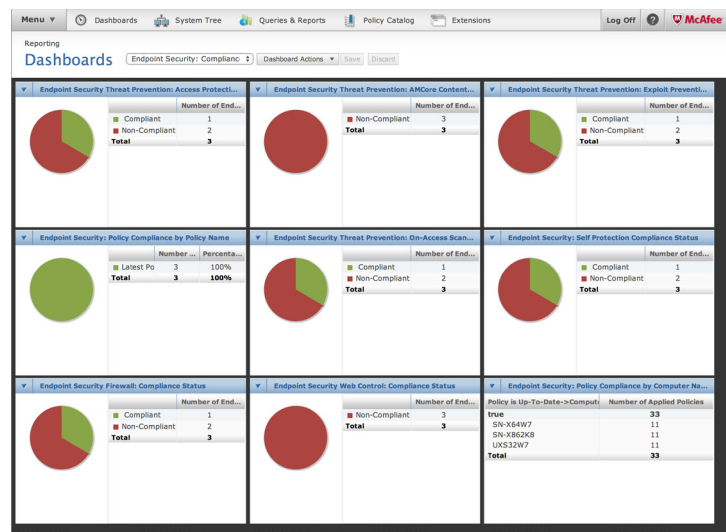 Menu ▼ Dashboards System Tree Queries & Reports Policy Catalog Extensions Log Off ? McAfee
Reporting
Dashboards Endpoint Security: Complianc Dashboard Actions ▼ Save Discard
Endpoint Security Threat Prevention: Access Protecti...
Number of End...
Compliant 1
Non-Compliant 2
Total 3
Endpoint Security Threat Prevention: AMCore Content...
Number of End...
Non-Compliant 3
Total 3
Endpoint Security Threat Prevention: Exploit Preventi...
Number of End...
Compliant 1
Non-Compliant 2
Total 3
Endpoint Security: Policy Compliance by Policy Name
Number ... Percenta...
Latest Po 3 100%
Total 3 100%
Endpoint Security Threat Prevention: On-Access Scan...
Number of End...
Compliant 1
Non-Compliant 2
Total 3
Endpoint Security: Self Protection Compliance Status
Number of End...
Compliant 1
Non-Compliant 2
Total 3
Endpoint Security Firewall: Compliance Status
Number of End...
Compliant 1
Non-Compliant 2
Total 3
Endpoint Security Web Control: Compliance Status
Number of End...
Non-Compliant 3
Total 3
Endpoint Security: Policy Compliance by Computer Na...
Policy is Up-To-Date->Compute Number of Applied Policies
true 33
SN-X64W7 11
SN-X862K8 11
UXS32W7 11
Total 33